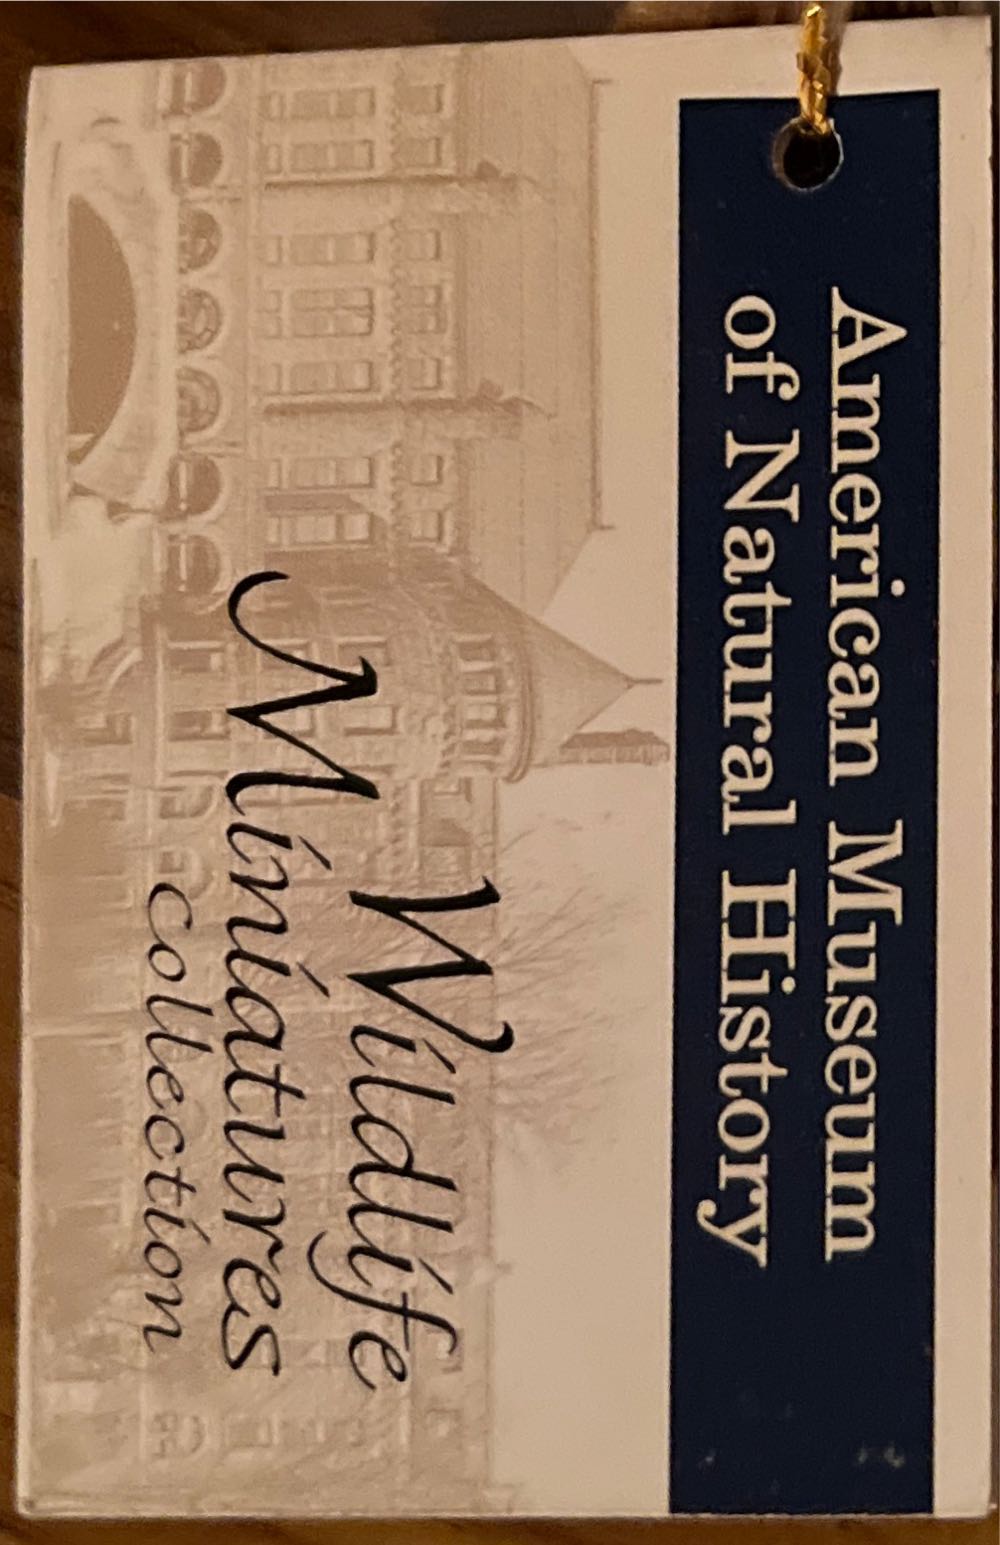 American Museum
of Natural History
Wildlife
Miniatures
collection